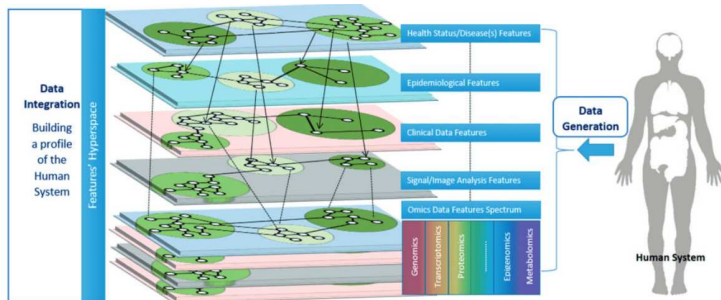 Data
Integration
Building
a profile
of the
Human
System
Features' Hyperspace
Health Status/Disease(s) Features
Epidemiological Features
Clinical Data Features
Signal/Image Analysis Features
Omics Data Features Spectrum
Genomics
Transcriptomics
Proteomics
..........
Epigenomics
Metabolomics
Data
Generation
Human System